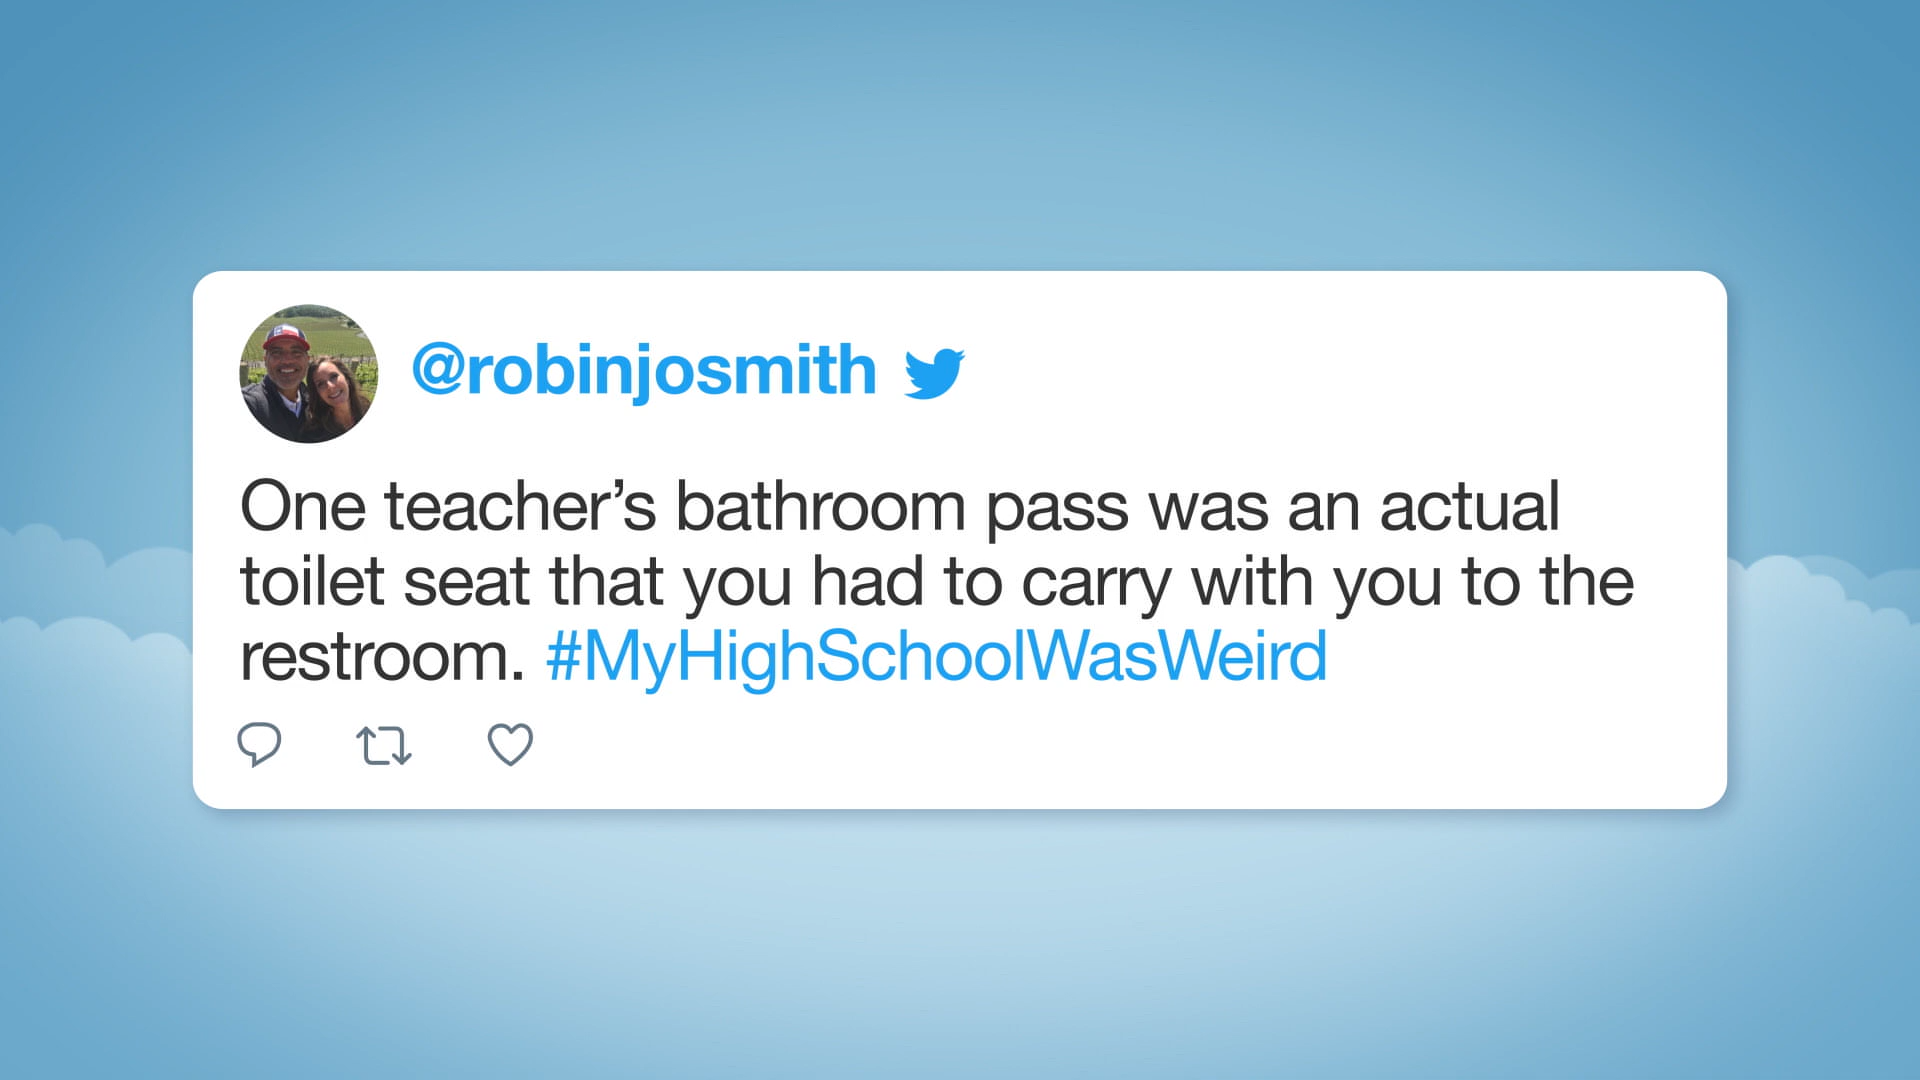 @robinjosmith
One teacher’s bathroom pass was an actual
toilet seat that you had to carry with you to the
restroom. #MyHighSchoolWasWeird